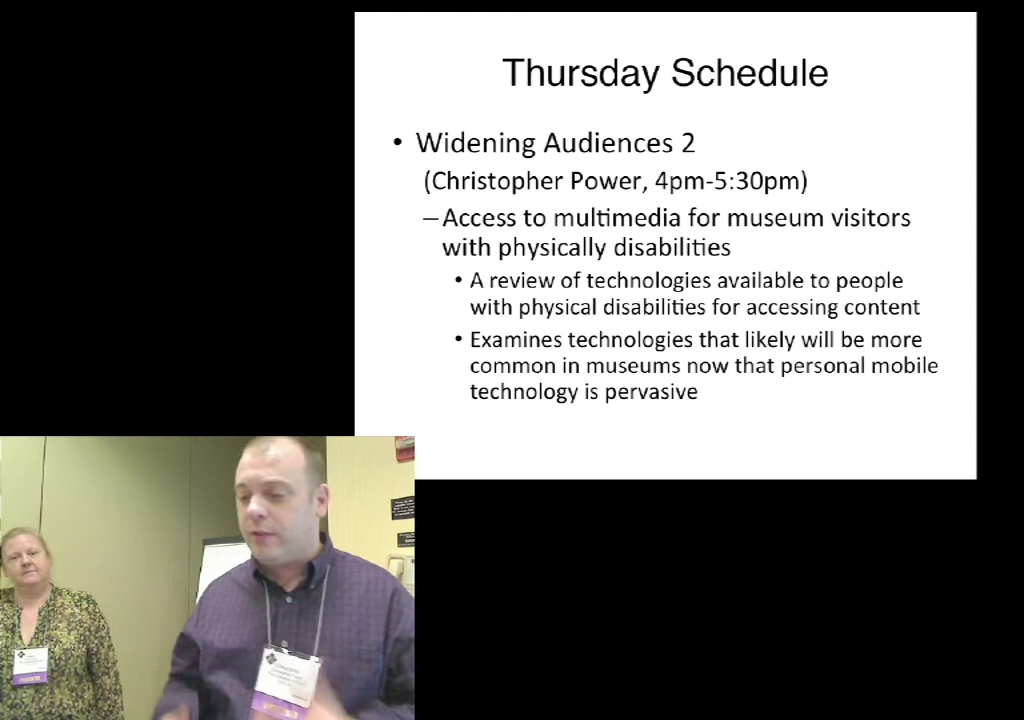 Thursday Schedule
• Widening Audiences 2
(Christopher Power, 4pm-5:30pm)
– Access to multimedia for museum visitors
with physically disabilities
• A review of technologies available to people
with physical disabilities for accessing content
• Examines technologies that likely will be more
common in museums now that personal mobile
technology is pervasive